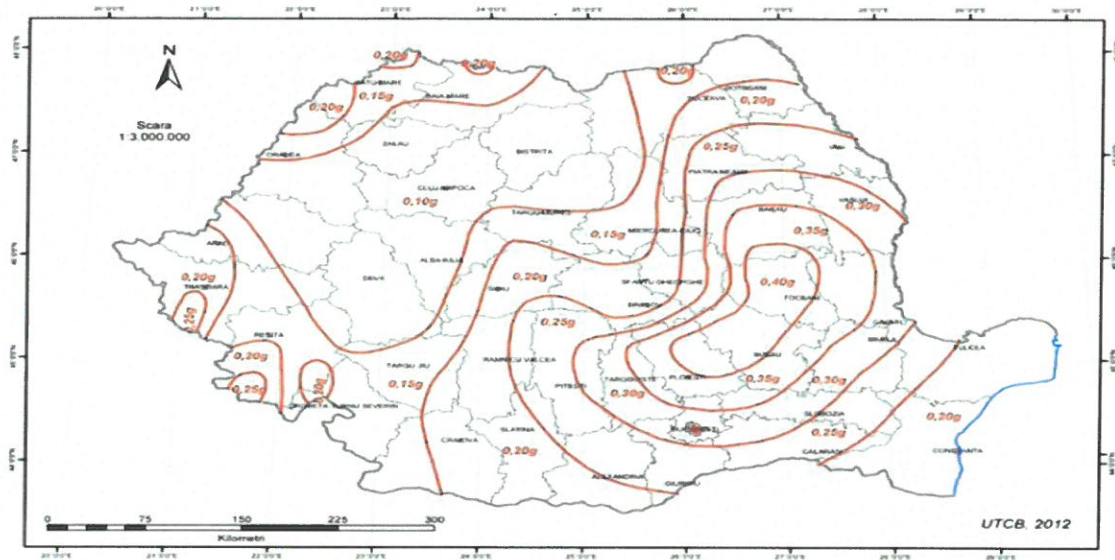 N
Scara
1:3.000.000
0,20g
0,20g
0,20g
SATU-MARE
0,15g
BAIA-MARE
0,20g
BOTOSANI
SUCEAVA
0,20g
ORADEA
ZALAU
BISTRITA
0,25g
PIATRA-NEAMT
CLUJ-NAPOCA
0,10g
TARGU-MURES
VASLUI
0,30g
BACAU
0,15g
MIERCUREA-CIUC
0,35g
ARAD
ALBA-IULIA
DEVA
0,20g
TIMISOARA
0,20g
SIBIU
SFANTU-GHEORGHE
0,40g
BRASOV
FOCSANI
0,25g
0,25g
GALATI
BRAILA
TULCEA
RESITA
0,20g
TARGU-JIU
RAMNICU VALCEA
BUZAU
0,25g
0,20g
0,15g
PITESTI
TARGOVISTE
PLOIESTI
0,35g
0,30g
0,30g
DROBETA TURNU SEVERIN
SLOBOZIA
0,20g
SLATINA
BUCURESTI
0,25g
CRAIOVA
0,20g
CALARASI
CONSTANTA
ALEXANDRIA
GIURGIU
0 75 150 225 300
Kilometri
UTCB, 2012